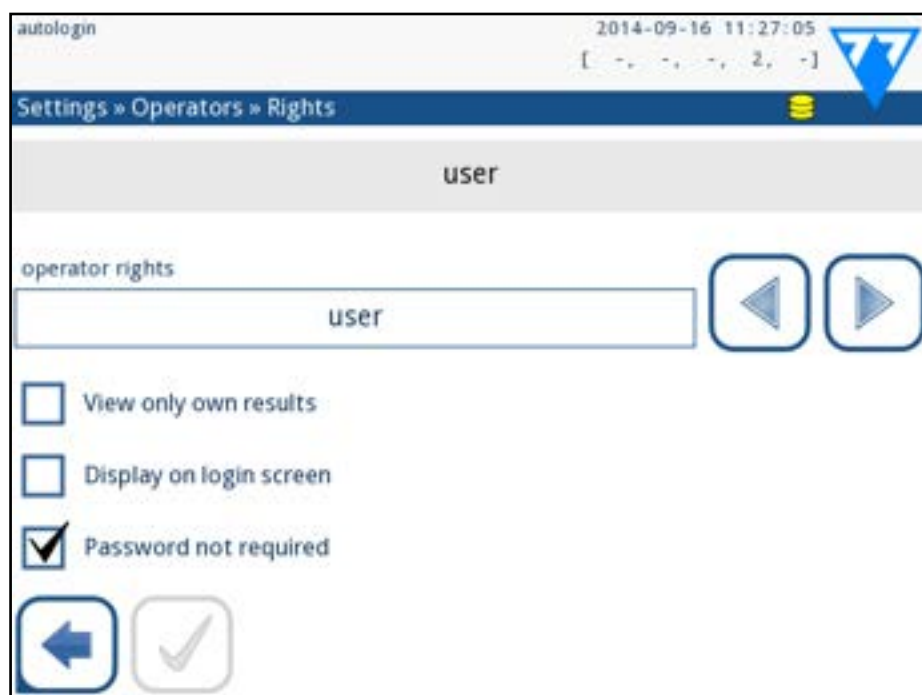 autologin
2014-09-16 11:27:05
[ -, -, -, 2, -]
Settings » Operators » Rights
user
operator rights
user
View only own results
Display on login screen
Password not required